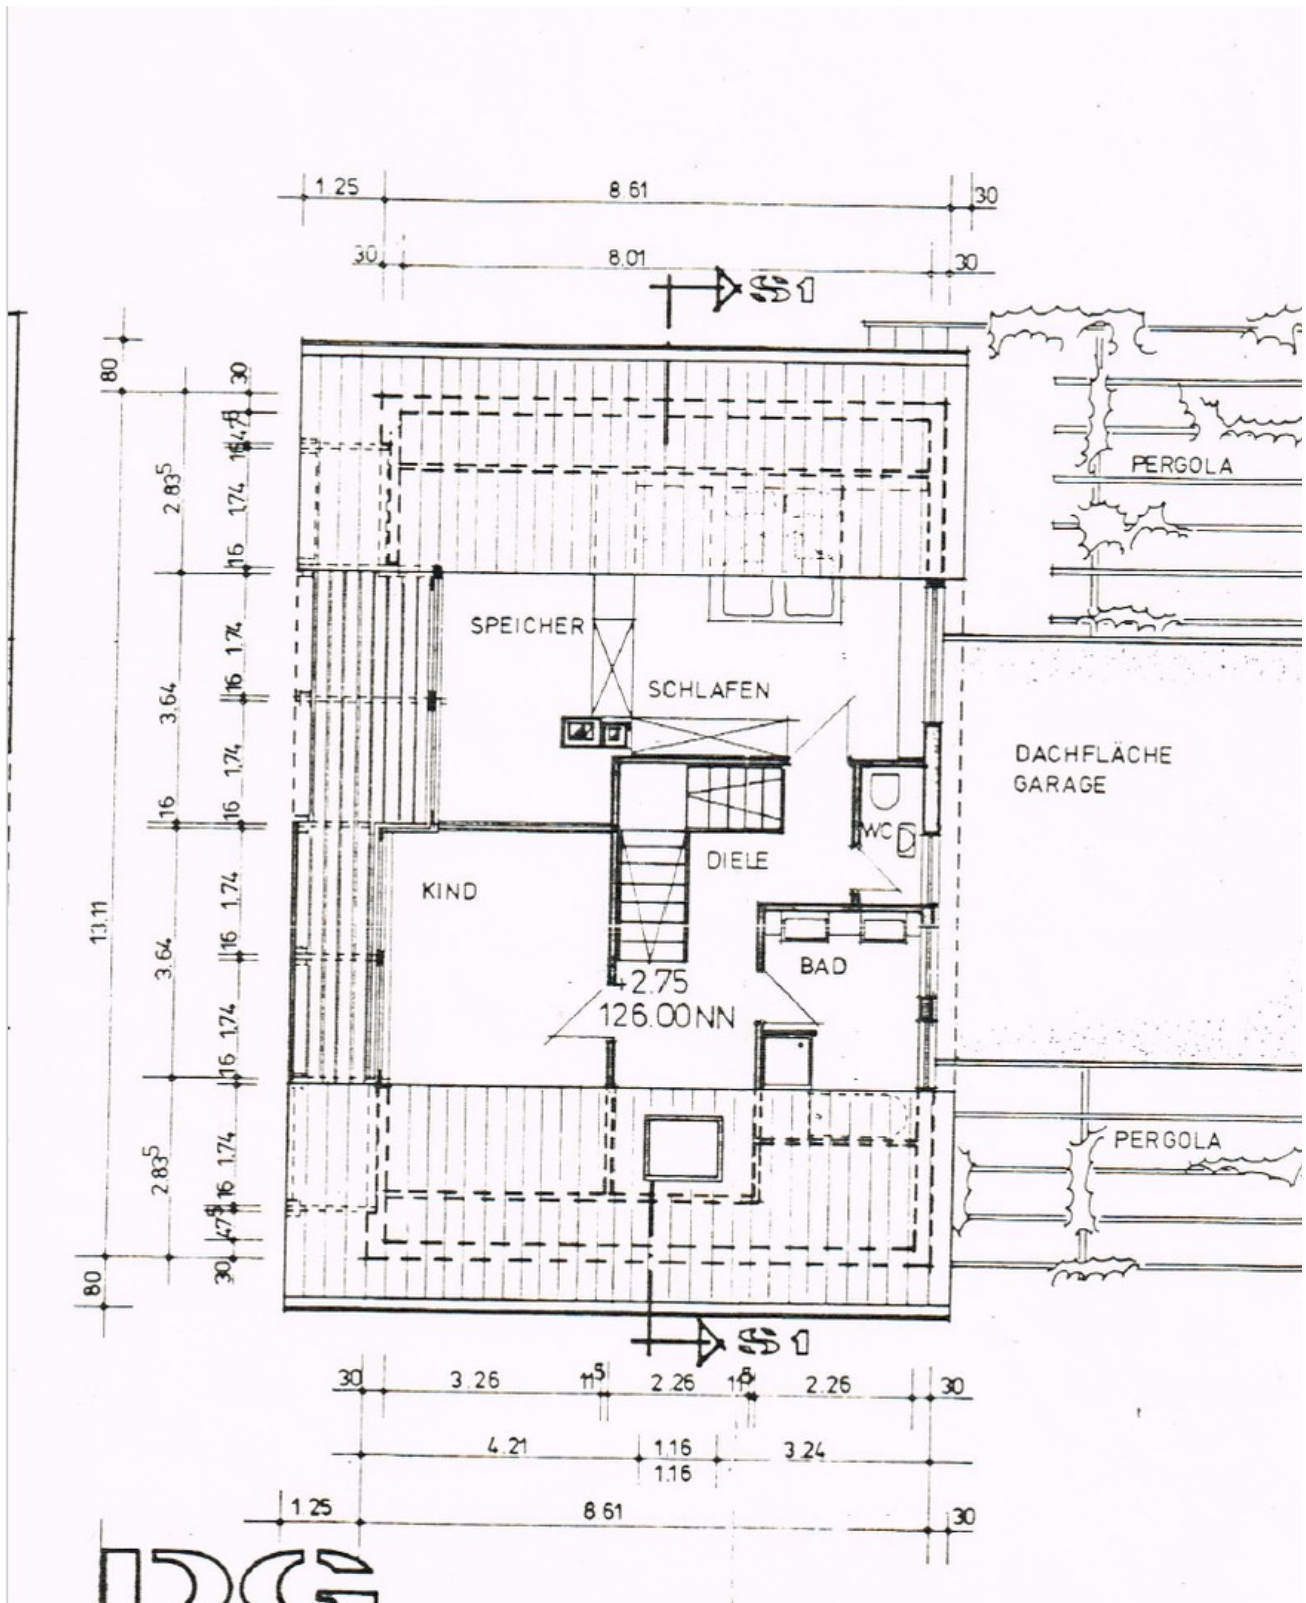 1.25 8.61 30
30 8.01 30
S1
80
30
47⁵
16
2.83⁵
1.74
16
PERGOLA
SPEICHER
1.74
16
3.64
SCHLAFEN
1.74
DACHFLÄCHE
GARAGE
16 16
WC
DIELE
KIND
1.74
13.11
16
3.64
BAD
+2.75
126.00NN
1.74
16
PERGOLA
1.74
2.83⁵
16
47⁵
30
80
S1
30 3.26 11⁵ 2.26 11⁵ 2.26 30
4.21 1.16 3.24
1.16
1.25 8.61 30
DG